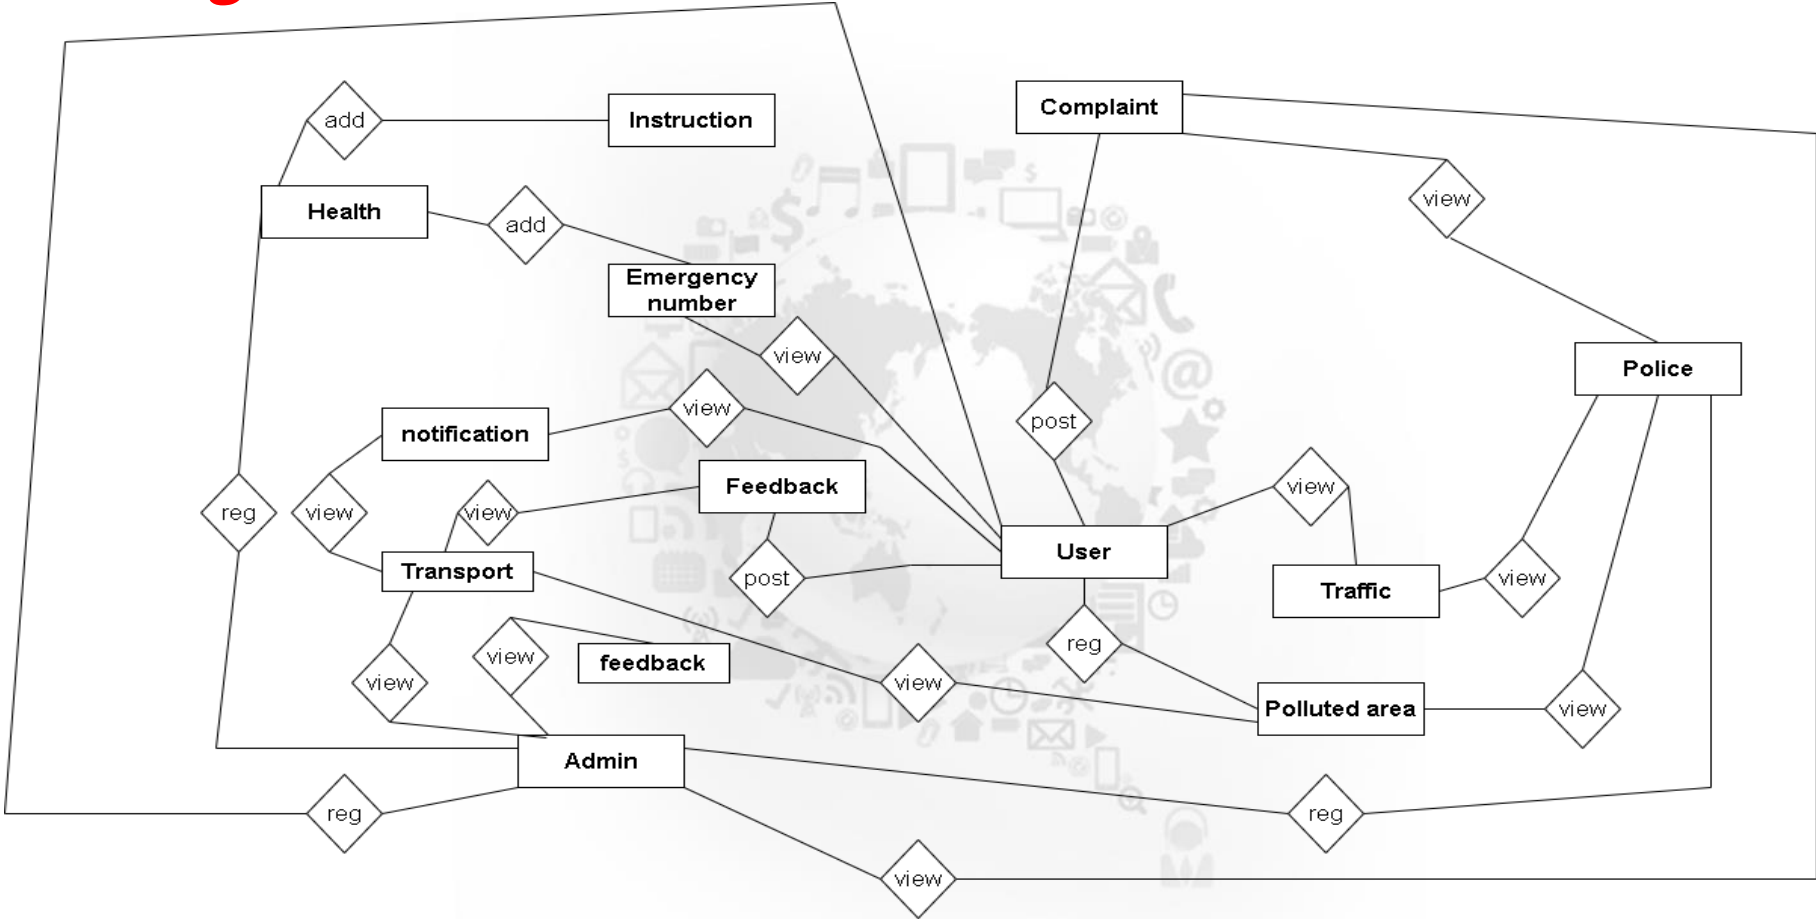 Complaint
add
Instruction
view
Health
add
Emergency
number
view
Police
view
post
notification
Feedback
view
reg
view
view
User
Transport
post
view
Traffic
reg
view
feedback
view
view
Polluted area
view
Admin
reg
reg
view